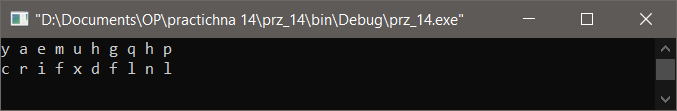 "D:\Documents\OP\practichna 14\prz_14\bin\Debug\prz_14.exe"
y a e m u h g q h p
c r i f x d f l n l